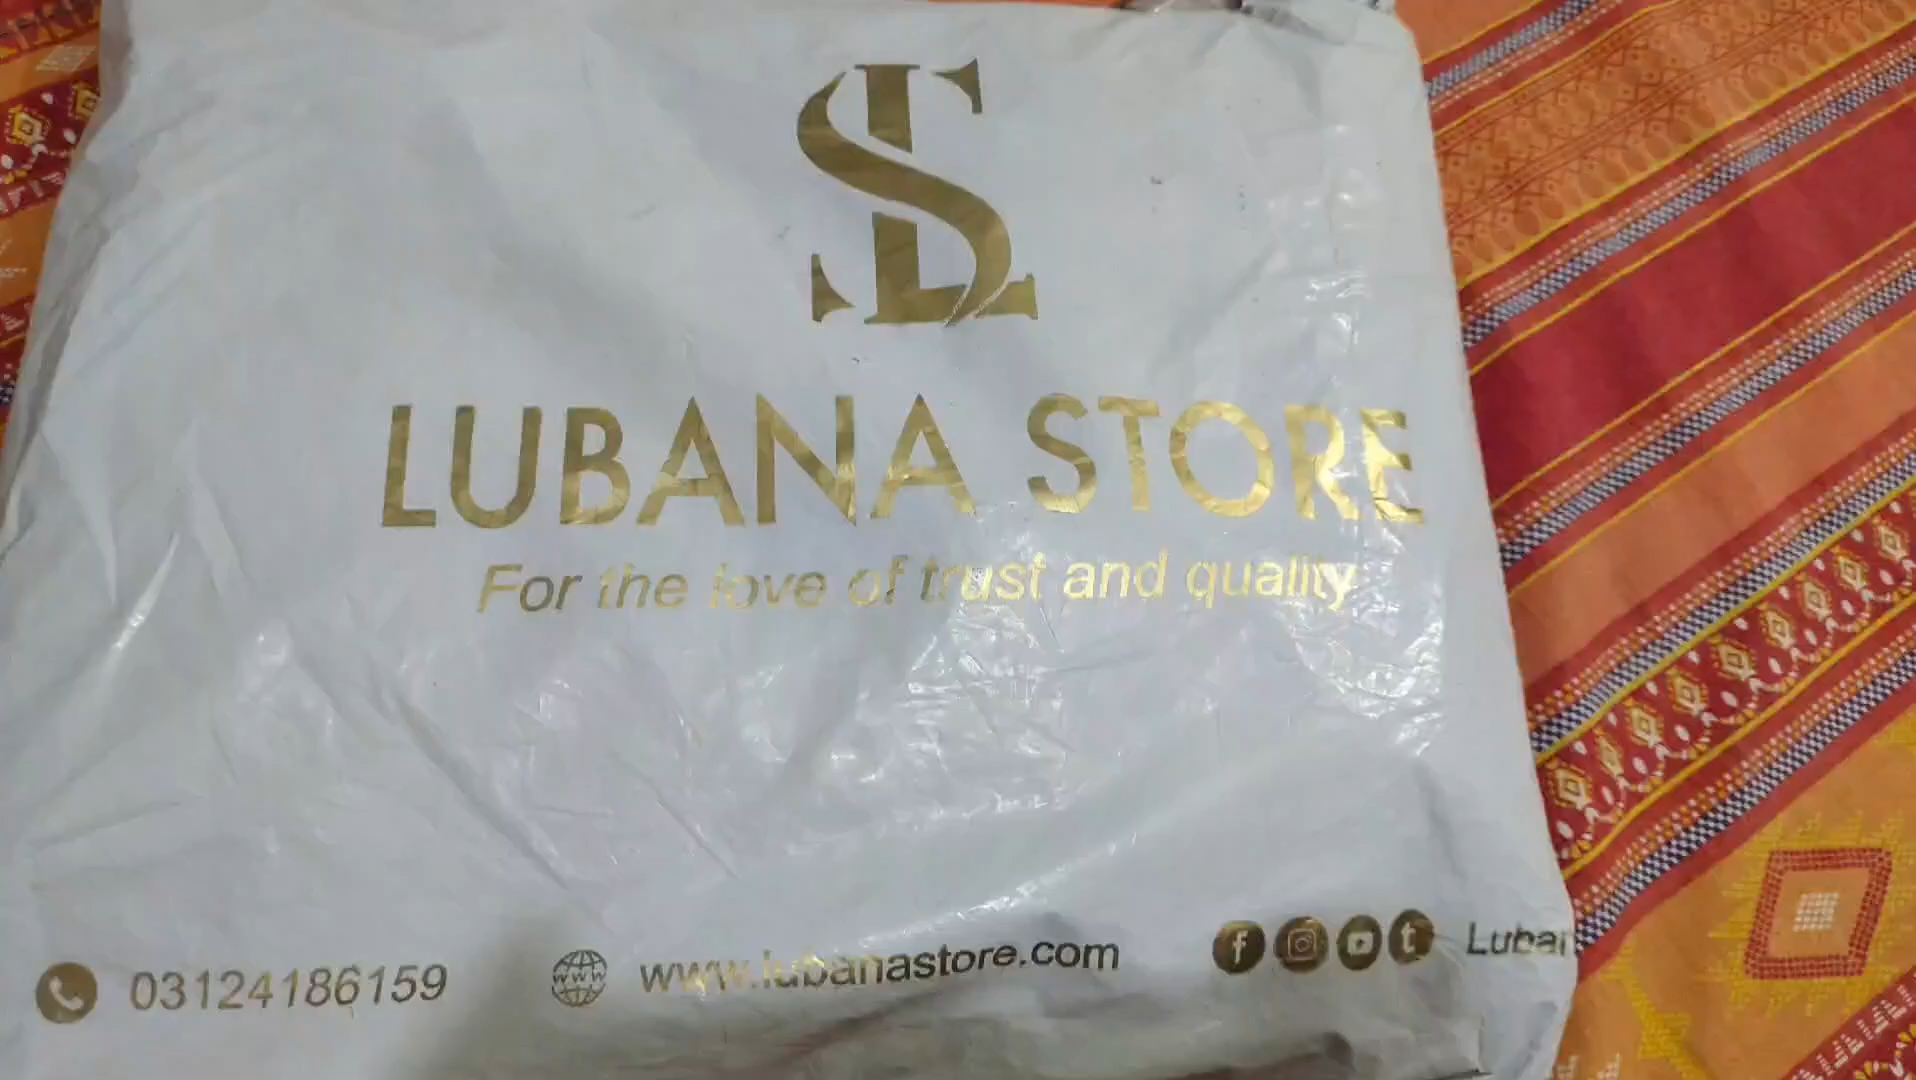 SL
LUBANA STORE
For the love of trust and quality
03124186159 www.lubanastore.com